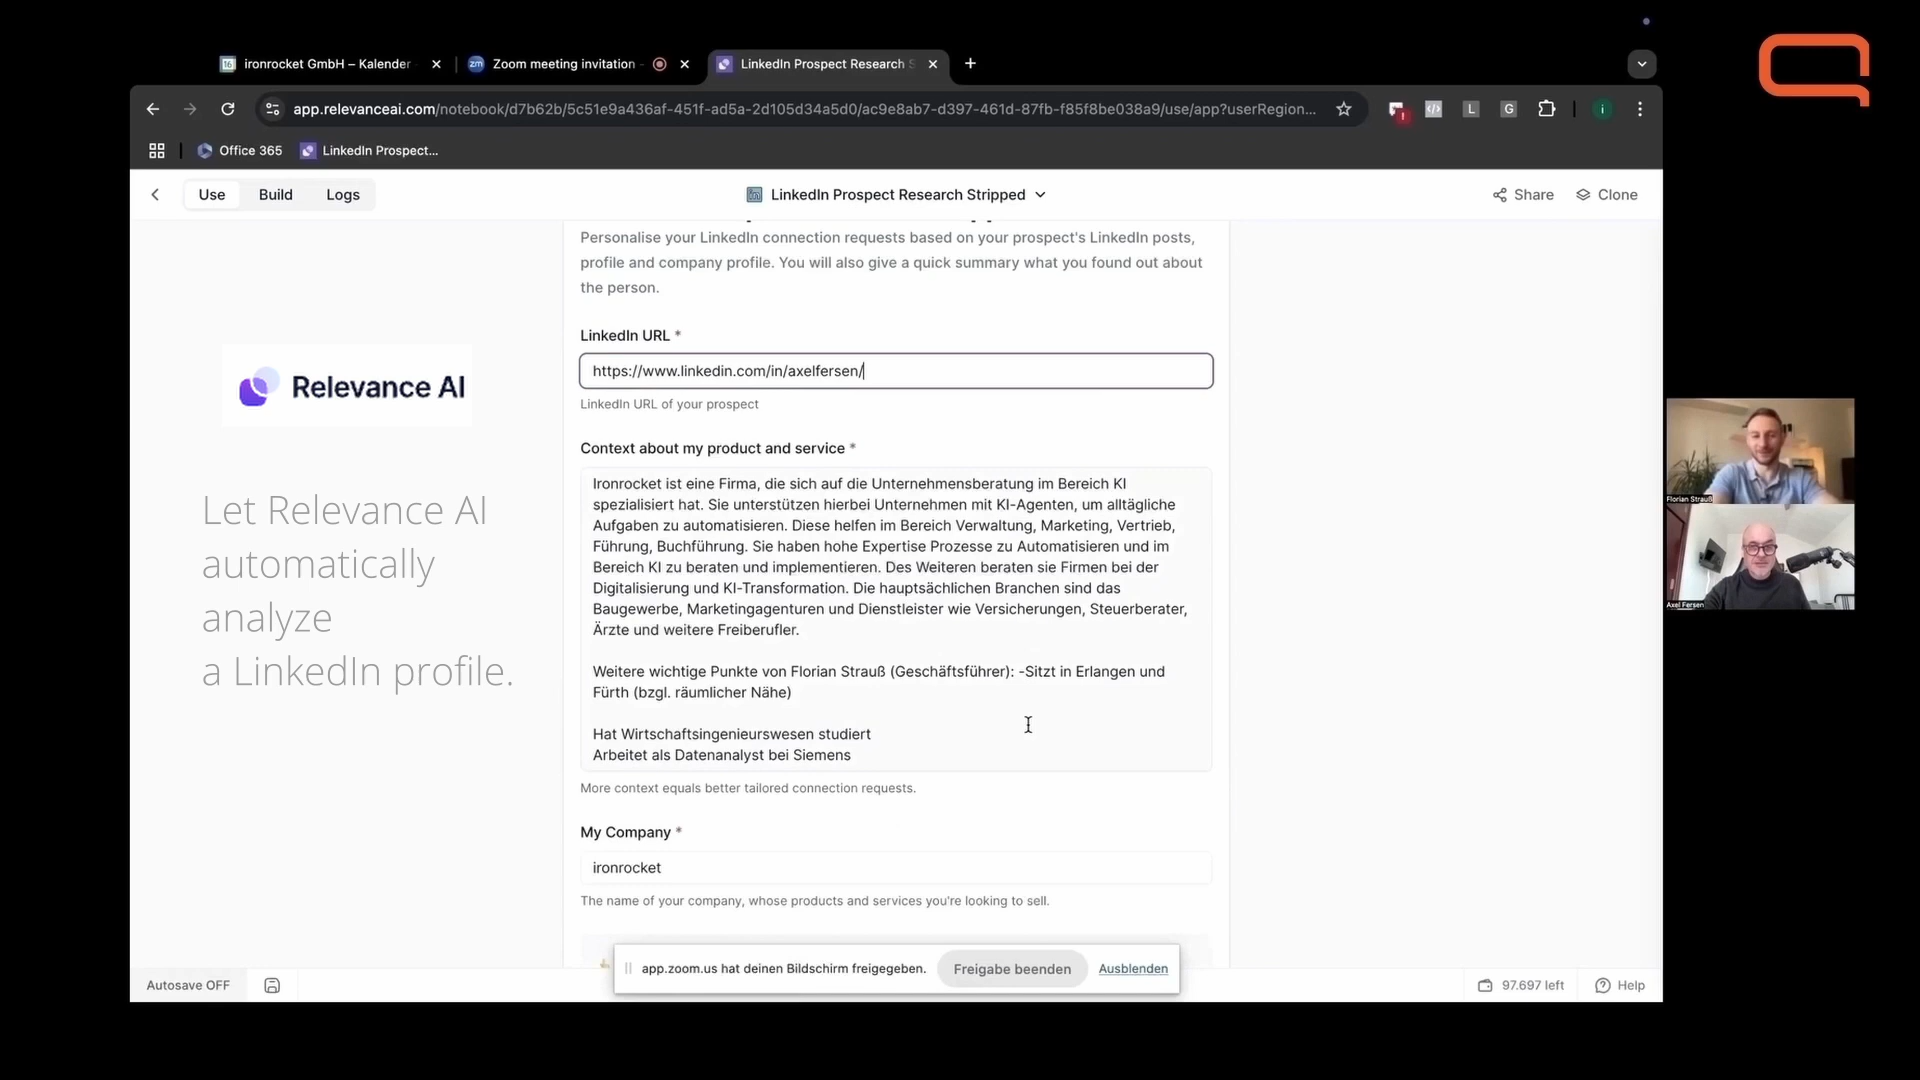 ironrocket GmbH – Kalender
Zoom meeting invitation -
LinkedIn Prospect Research S
app.relevanceai.com/notebook/d7b62b/5c51e9a436af-451f-ad5a-2d105d34a5d0/ac9e8ab7-d397-461d-87fb-f85f8be038a9/use/app?userRegion...
L
G
i
Office 365
LinkedIn Prospect...
Use
Build
Logs
LinkedIn Prospect Research Stripped
Share
Clone
Personalise your LinkedIn connection requests based on your prospect's LinkedIn posts,
profile and company profile. You will also give a quick summary what you found out about
the person.
LinkedIn URL *
https://www.linkedin.com/in/axelfersen/
LinkedIn URL of your prospect
Context about my product and service *
Ironrocket ist eine Firma, die sich auf die Unternehmensberatung im Bereich KI
spezialisiert hat. Sie unterstützen hierbei Unternehmen mit KI-Agenten, um alltägliche
Aufgaben zu automatisieren. Diese helfen im Bereich Verwaltung, Marketing, Vertrieb,
Führung, Buchführung. Sie haben hohe Expertise Prozesse zu Automatisieren und im
Bereich KI zu beraten und implementieren. Des Weiteren beraten sie Firmen bei der
Digitalisierung und KI-Transformation. Die hauptsächlichen Branchen sind das
Baugewerbe, Marketingagenturen und Dienstleister wie Versicherungen, Steuerberater,
Ärzte und weitere Freiberufler.
Weitere wichtige Punkte von Florian Strauß (Geschäftsführer): -Sitzt in Erlangen und
Fürth (bzgl. räumlicher Nähe)
Hat Wirtschaftsingenieurswesen studiert
Arbeitet als Datenanalyst bei Siemens
More context equals better tailored connection requests.
My Company *
ironrocket
The name of your company, whose products and services you're looking to sell.
app.zoom.us hat deinen Bildschirm freigegeben.
Freigabe beenden
Ausblenden
Autosave OFF
97.697 left
Help
Relevance AI
Let Relevance AI
automatically
analyze
a LinkedIn profile.
Florian Strauß
Axel Fersen